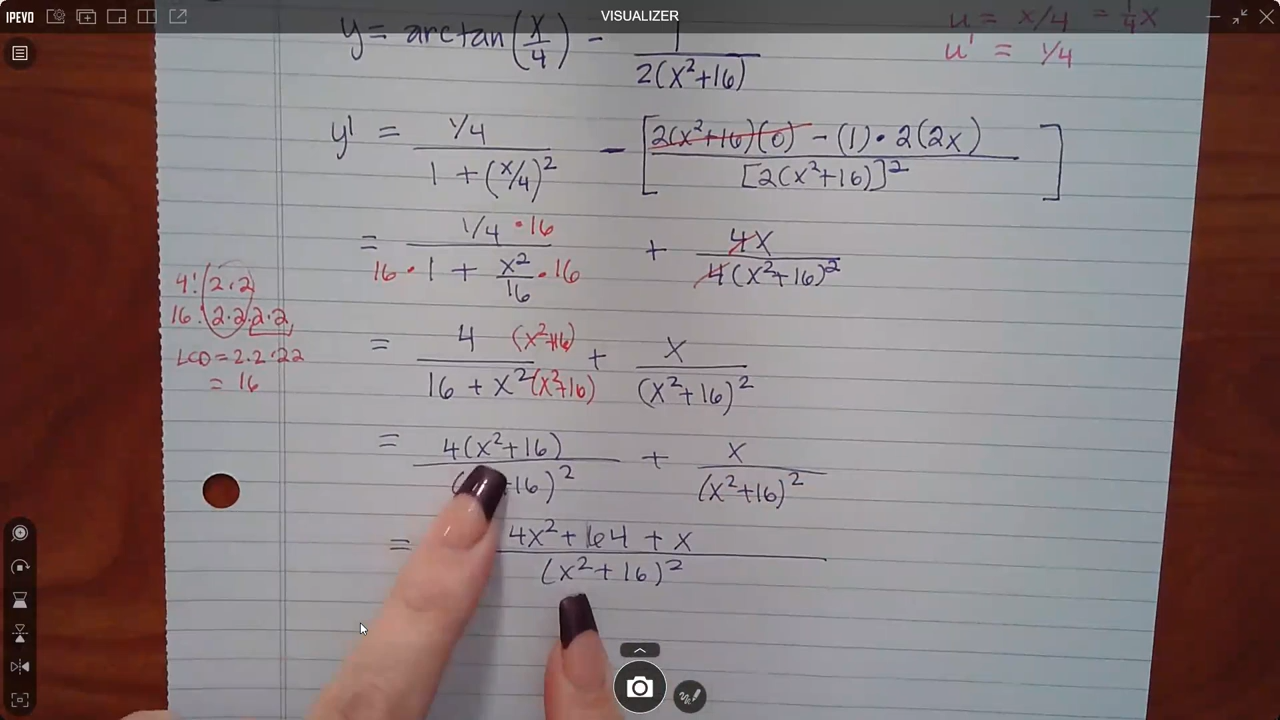 IPEVO
VISUALIZER
y = arctan(x/4) - 1/2(x²+16)
u = x/4 = 1/4x
u' = 1/4
y' = 1/4 / 1 + (x/4)² - [2(x²+16)(0) - (1)·2(2x) / [2(x²+16)]²]
= 1/4 · 16 / 16 · 1 + x²/16 · 16 + 4x / 4(x²+16)²
4: (2·2)
16: (2·2·2·2,
LCD = 2·2·22
= 16
= 4 (x²+16) / 16 + x²(x²+16) + x / (x²+16)²
= 4(x²+16) / ( +16)² + x / (x²+16)²
= 4x² + 64 + x / (x² + 16)²